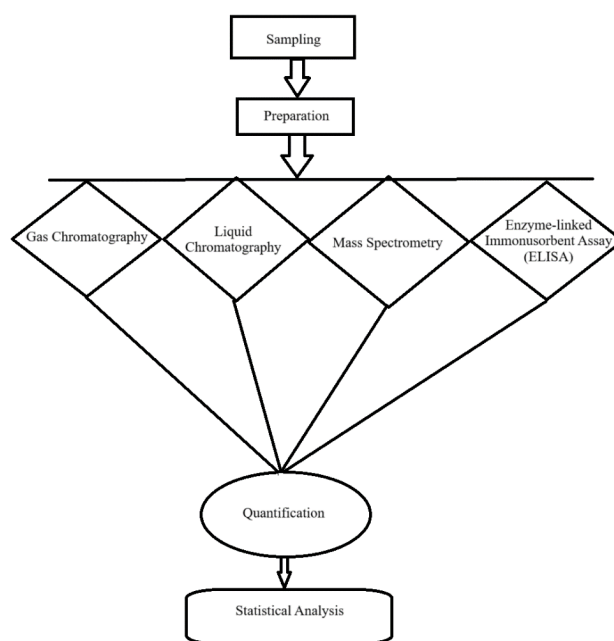 Sampling
Preparation
Gas Chromatography
Liquid
Chromatography
Mass Spectrometry
Enzyme-linked
Immonusorbent Assay
(ELISA)
Quantification
Statistical Analysis